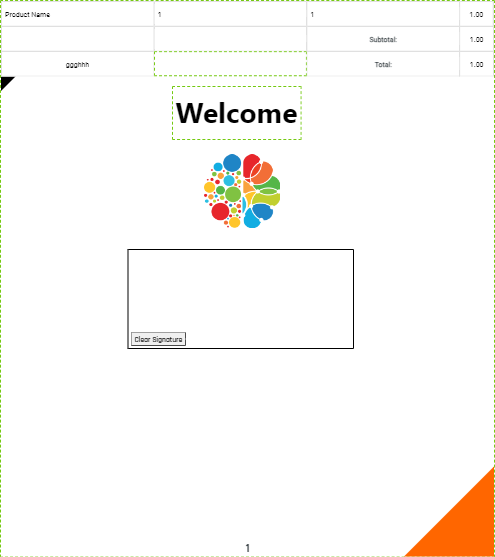 Product Name 1 1 1.00
Subtotal: 1.00
ggghhh Total: 1.00
Welcome
Clear Signature
1